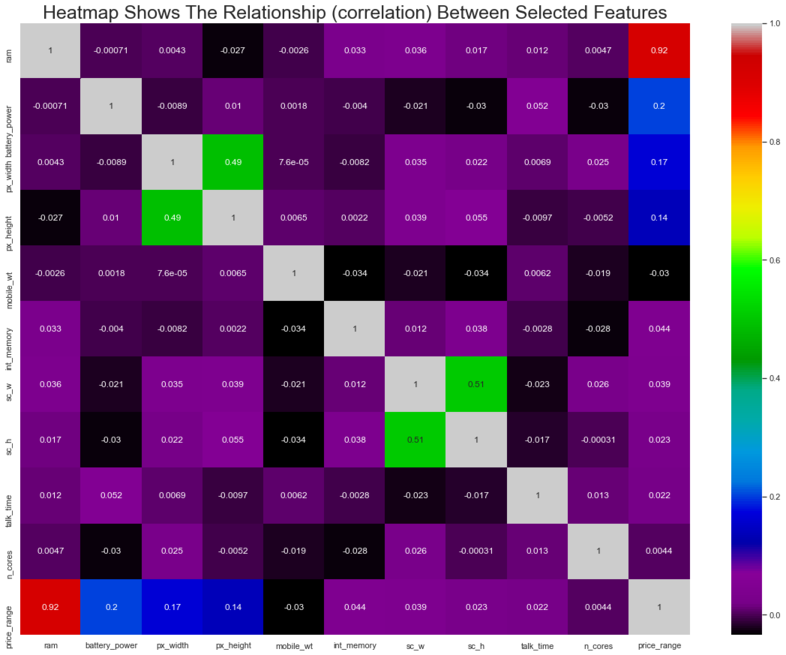 Heatmap Shows The Relationship (correlation) Between Selected Features
ram 1 -0.00071 0.0043 -0.027 -0.0026 0.033 0.036 0.017 0.012 0.0047 0.92
battery_power -0.00071 1 -0.0089 0.01 0.0018 -0.004 -0.021 -0.03 0.052 -0.03 0.2
px_width 0.0043 -0.0089 1 0.49 7.6e-05 -0.0082 0.035 0.022 0.0069 0.025 0.17
px_height -0.027 0.01 0.49 1 0.0065 0.0022 0.039 0.055 -0.0097 -0.0052 0.14
mobile_wt -0.0026 0.0018 7.6e-05 0.0065 1 -0.034 -0.021 -0.034 0.0062 -0.019 -0.03
int_memory 0.033 -0.004 -0.0082 0.0022 -0.034 1 0.012 0.038 -0.0028 -0.028 0.044
sc_w 0.036 -0.021 0.035 0.039 -0.021 0.012 1 0.51 -0.023 0.026 0.039
sc_h 0.017 -0.03 0.022 0.055 -0.034 0.038 0.51 1 -0.017 -0.00031 0.023
talk_time 0.012 0.052 0.0069 -0.0097 0.0062 -0.0028 -0.023 -0.017 1 0.013 0.022
n_cores 0.0047 -0.03 0.025 -0.0052 -0.019 -0.028 0.026 -0.00031 0.013 1 0.0044
price_range 0.92 0.2 0.17 0.14 -0.03 0.044 0.039 0.023 0.022 0.0044 1
ram battery_power px_width px_height mobile_wt int_memory sc_w sc_h talk_time n_cores price_range
1.0
0.8
0.6
0.4
0.2
0.0